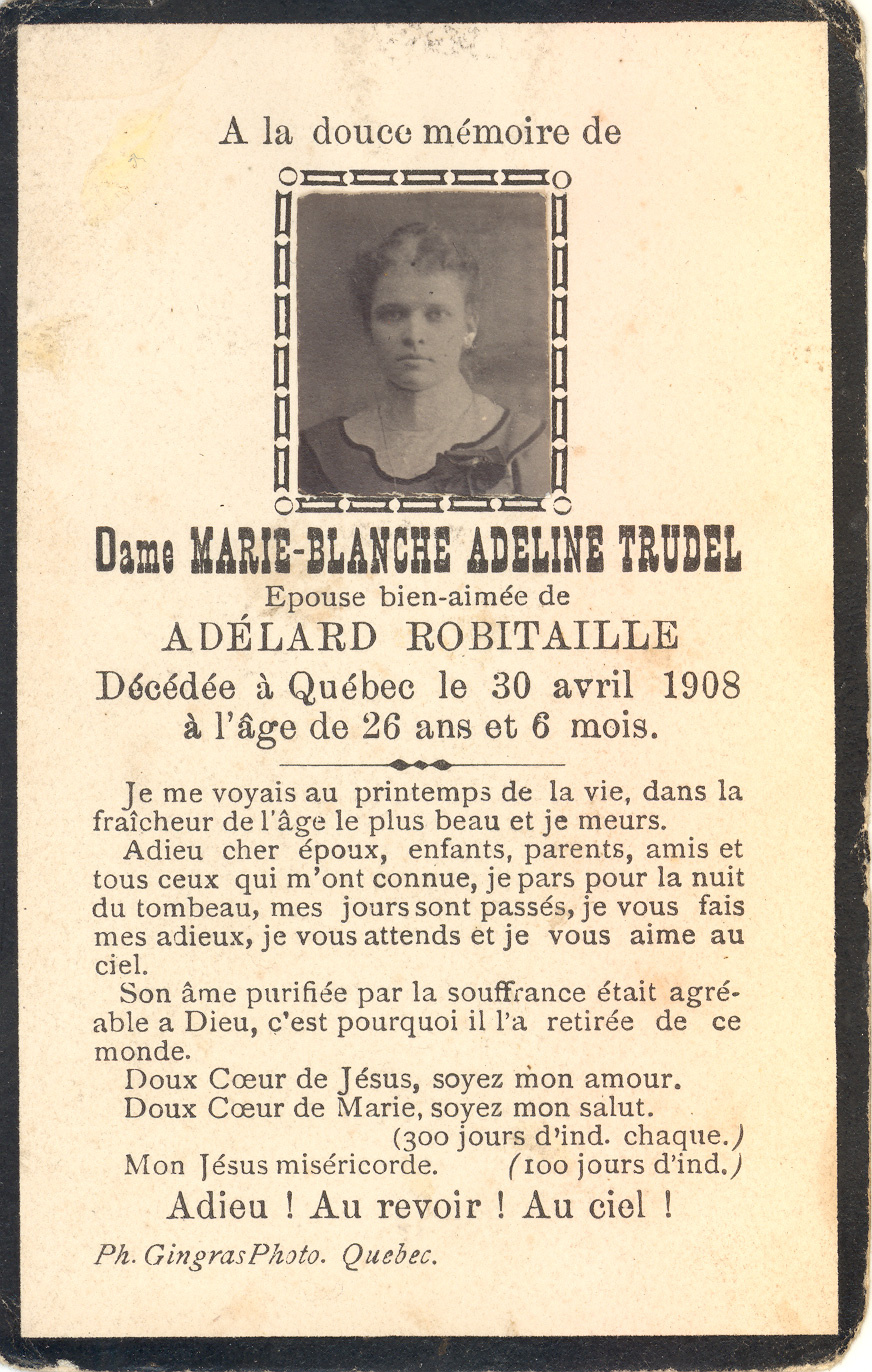 A la douce mémoire de
Dame MARIE-BLANCHE ADELINE TRUDEL
Epouse bien-aimée de
ADÉLARD ROBITAILLE
Décédée à Québec le 30 avril 1908
à l'âge de 26 ans et 6 mois.
Je me voyais au printemps de la vie, dans la
fraîcheur de l'âge le plus beau et je meurs.
Adieu cher époux, enfants, parents, amis et
tous ceux qui m'ont connue, je pars pour la nuit
du tombeau, mes jours sont passés, je vous fais
mes adieux, je vous attends et je vous aime au
ciel.
Son âme purifiée par la souffrance était agré-
able a Dieu, c'est pourquoi il l'a retirée de ce
monde.
Doux Cœur de Jésus, soyez mon amour.
Doux Cœur de Marie, soyez mon salut.
(300 jours d'ind. chaque.)
Mon Jésus miséricorde. (100 jours d'ind.)
Adieu ! Au revoir ! Au ciel !
Ph. Gingras Photo. Quebec.